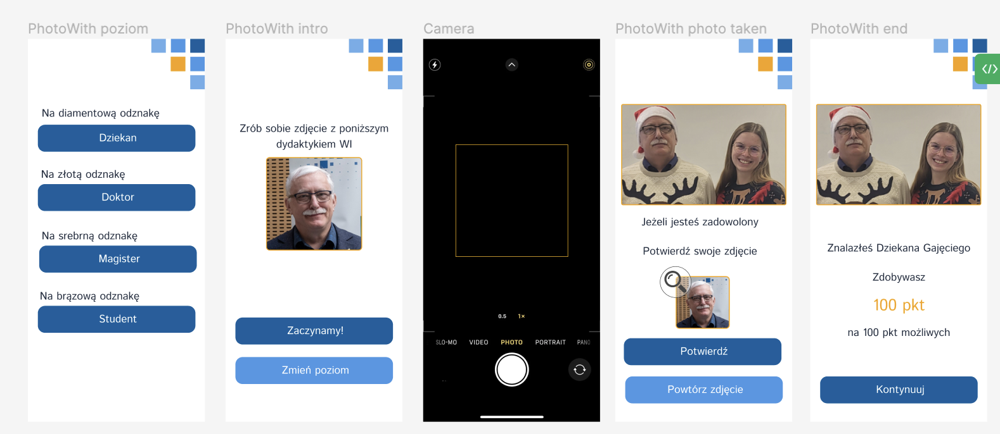 PhotoWith poziom
Na diamentową odznakę
Dziekan
Na złotą odznakę
Doktor
Na srebrną odznakę
Magister
Na brązową odznakę
Student
PhotoWith intro
Zrób sobie zdjęcie z poniższym
dydaktykiem WI
Zaczynamy!
Zmień poziom
Camera
0.5 1×
SLO-MO VIDEO PHOTO PORTRAIT PANO
PhotoWith photo taken
Jeżeli jesteś zadowolony
Potwierdź swoje zdjęcie
Potwierdź
Powtórz zdjęcie
PhotoWith end
</>
Znalazłeś Dziekana Gajęciego
Zdobywasz
100 pkt
na 100 pkt możliwych
Kontynuuj